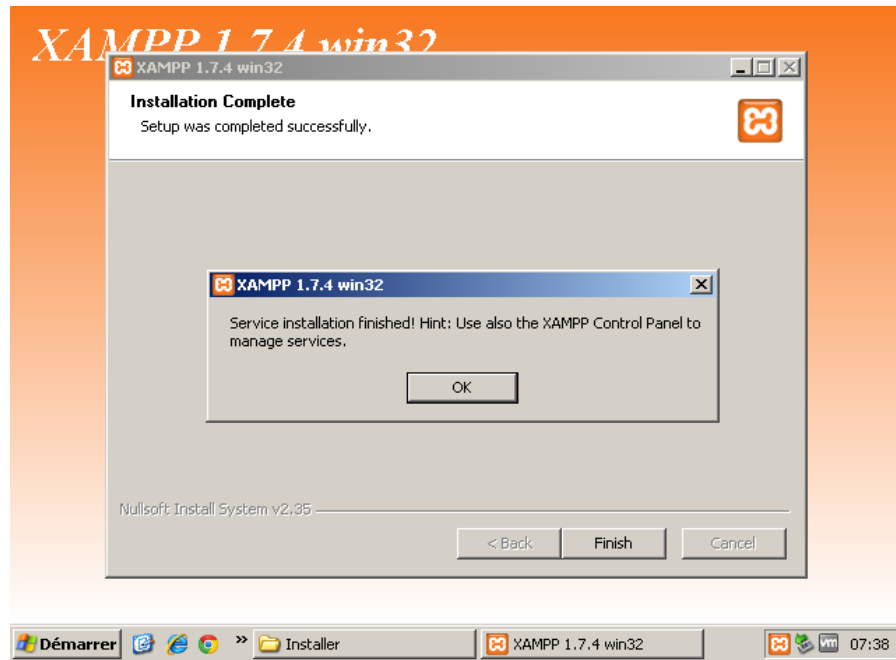 XAMPP 1.7.4 win32
XAMPP 1.7.4 win32
Installation Complete
Setup was completed successfully.
XAMPP 1.7.4 win32
Service installation finished! Hint: Use also the XAMPP Control Panel to
manage services.
OK
Nullsoft Install System v2.35
< Back Finish Cancel
Démarrer » Installer XAMPP 1.7.4 win32 vm 07:38